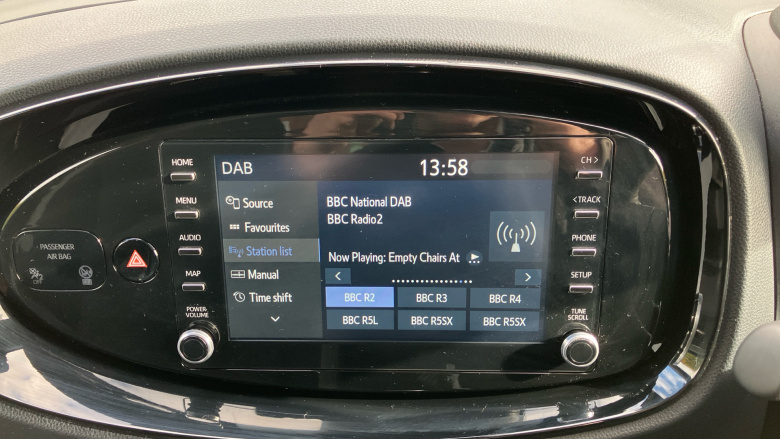 HOME
MENU
AUDIO
MAP
POWER-
VOLUME
PASSENGER
AIR BAG
OFF
DAB
13:58
Source
Favourites
Station list
Manual
Time shift
BBC National DAB
BBC Radio2
Now Playing: Empty Chairs At
BBC R2 BBC R3 BBC R4
BBC R5L BBC R5SX BBC R5SX
CH >
< TRACK
PHONE
SETUP
TUNE
SCROLL